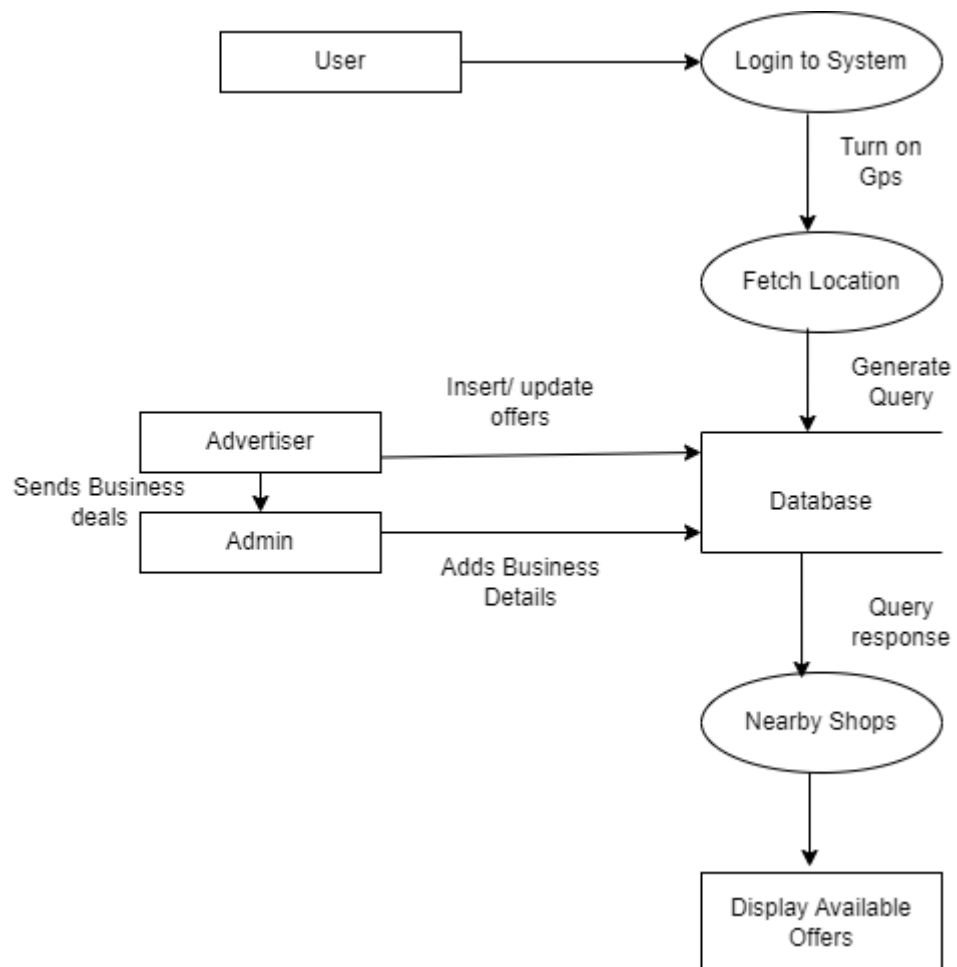 User
Login to System
Turn on
Gps
Fetch Location
Generate
Query
Insert/ update
offers
Advertiser
Sends Business
deals
Database
Admin
Adds Business
Details
Query
response
Nearby Shops
Display Available
Offers